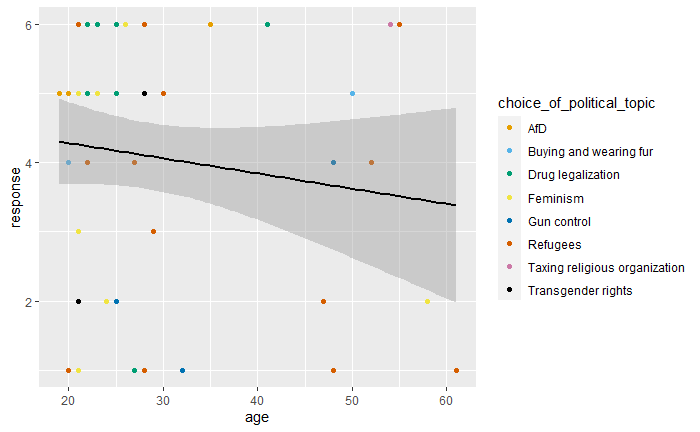 6
4
2
response
20
30
40
50
60
age
choice_of_political_topic
AfD
Buying and wearing fur
Drug legalization
Feminism
Gun control
Refugees
Taxing religious organization
Transgender rights